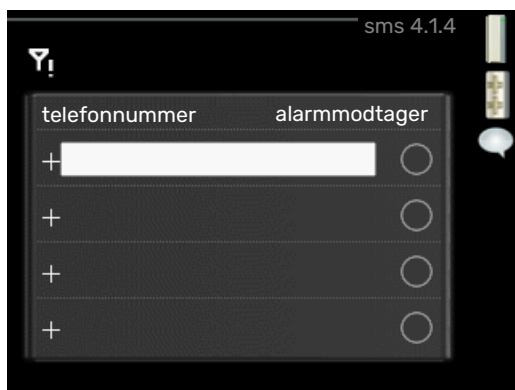 sms 4.1.4
telefonnummer alarmmodtager
+
+
+
+